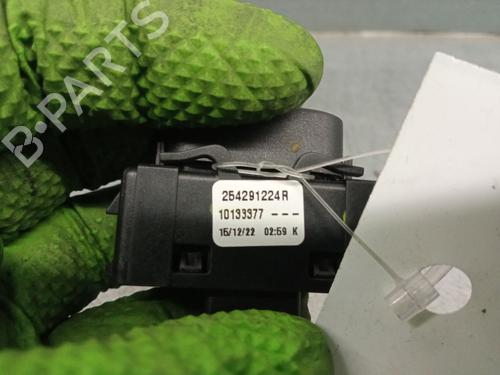 B-PARTS
254291224R
10133377 ---
15/12/22 02:59 K